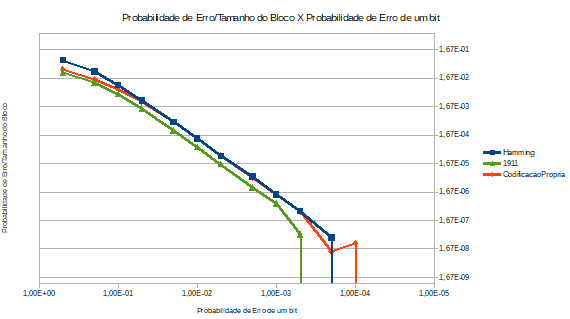 Probabilidade de Erro/Tamanho do Bloco X Probabilidade de Erro de um bit
Probabilidade de Erro/Tamanho do Bloco
1,67E-01
1,67E-02
1,67E-03
1,67E-04
1,67E-05
1,67E-06
1,67E-07
1,67E-08
1,67E-09
Hamming
1911
CodificacaoPropria
1,00E+00 1,00E-01 1,00E-02 1,00E-03 1,00E-04 1,00E-05
Probabilidade de Erro de um bit